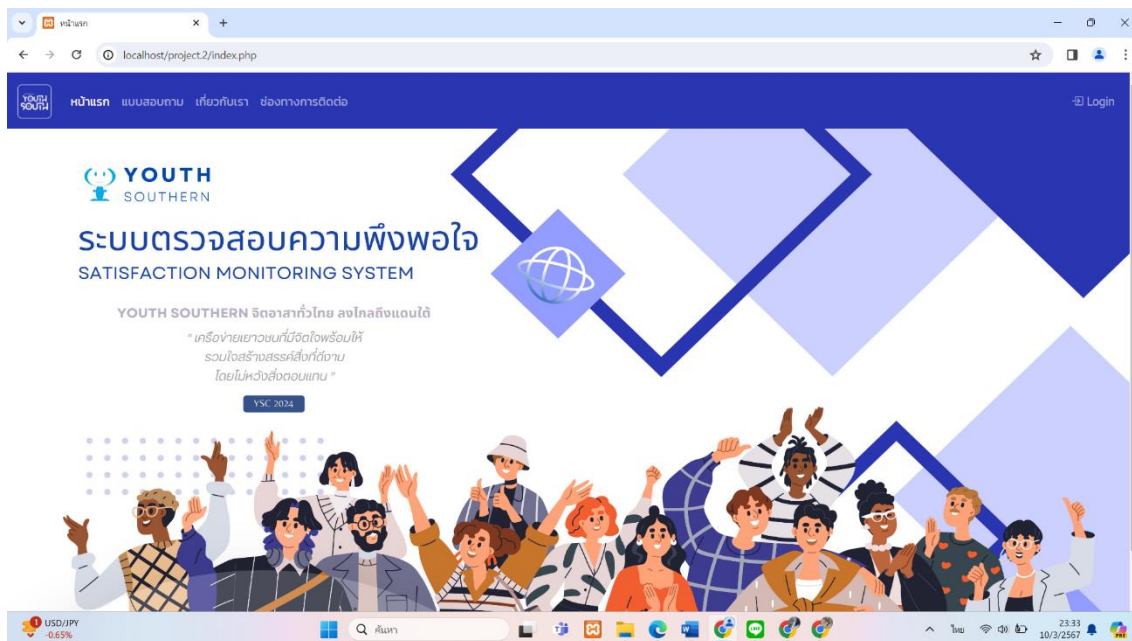 หน้าแรก
localhost/project.2/index.php
YOUTH
SOUTH
หน้าแรก แบบสอบถาม เกี่ยวกับเรา ช่องทางการติดต่อ
Login
YOUTH
SOUTHERN
ระบบตรวจสอบความพึงพอใจ
SATISFACTION MONITORING SYSTEM
YOUTH SOUTHERN จิตอาสาทั่วไทย ลงไกลถึงแดนใต้
“ เครือข่ายเยาวชนที่มีจิตใจพร้อมให้
รวมใจสร้างสรรค์สิ่งที่ดีงาม
โดยไม่หวังสิ่งตอบแทน ”
YSC 2024
USD/JPY
-0.65%
ค้นหา
ไทย
23:33
10/3/2567